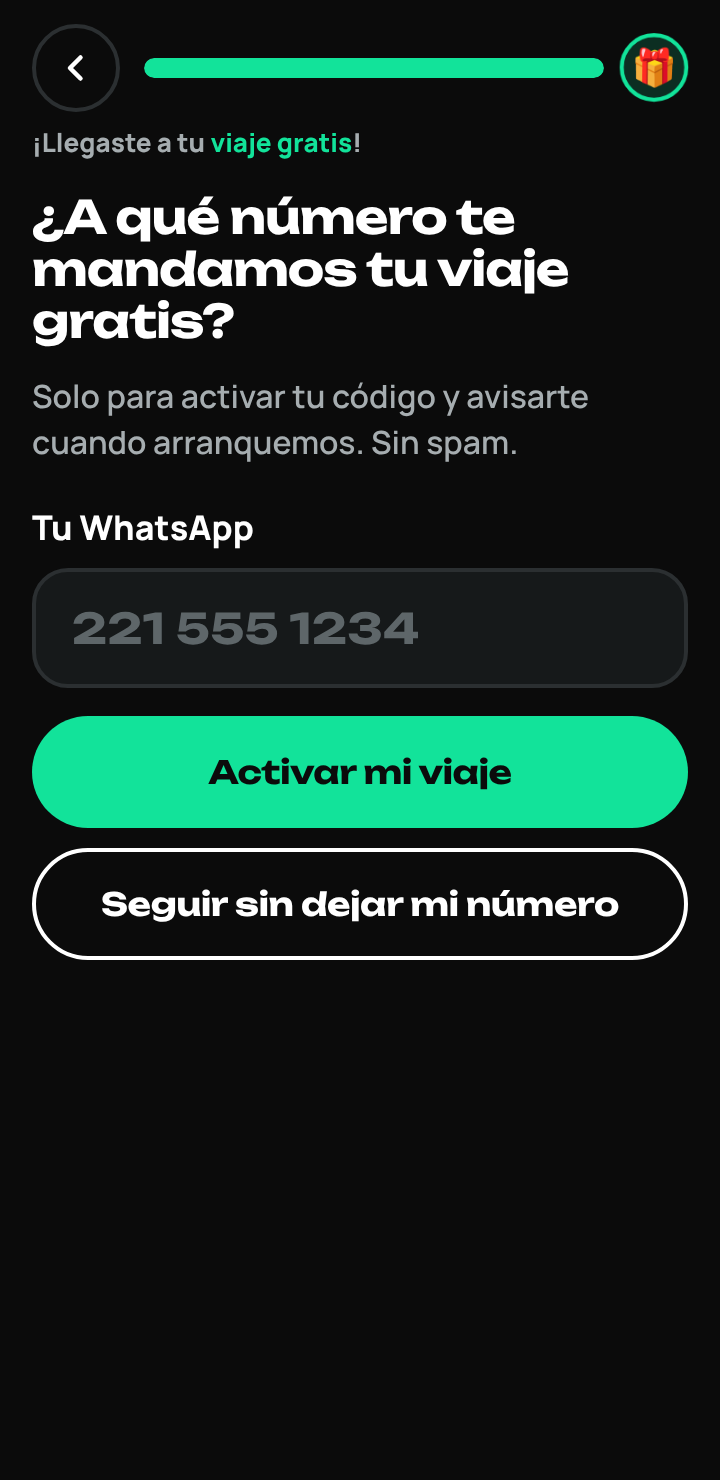 ¡Llegaste a tu viaje gratis!
¿A qué número te
mandamos tu viaje
gratis?
Solo para activar tu código y avisarte
cuando arranquemos. Sin spam.
Tu WhatsApp
221 555 1234
Activar mi viaje
Seguir sin dejar mi número